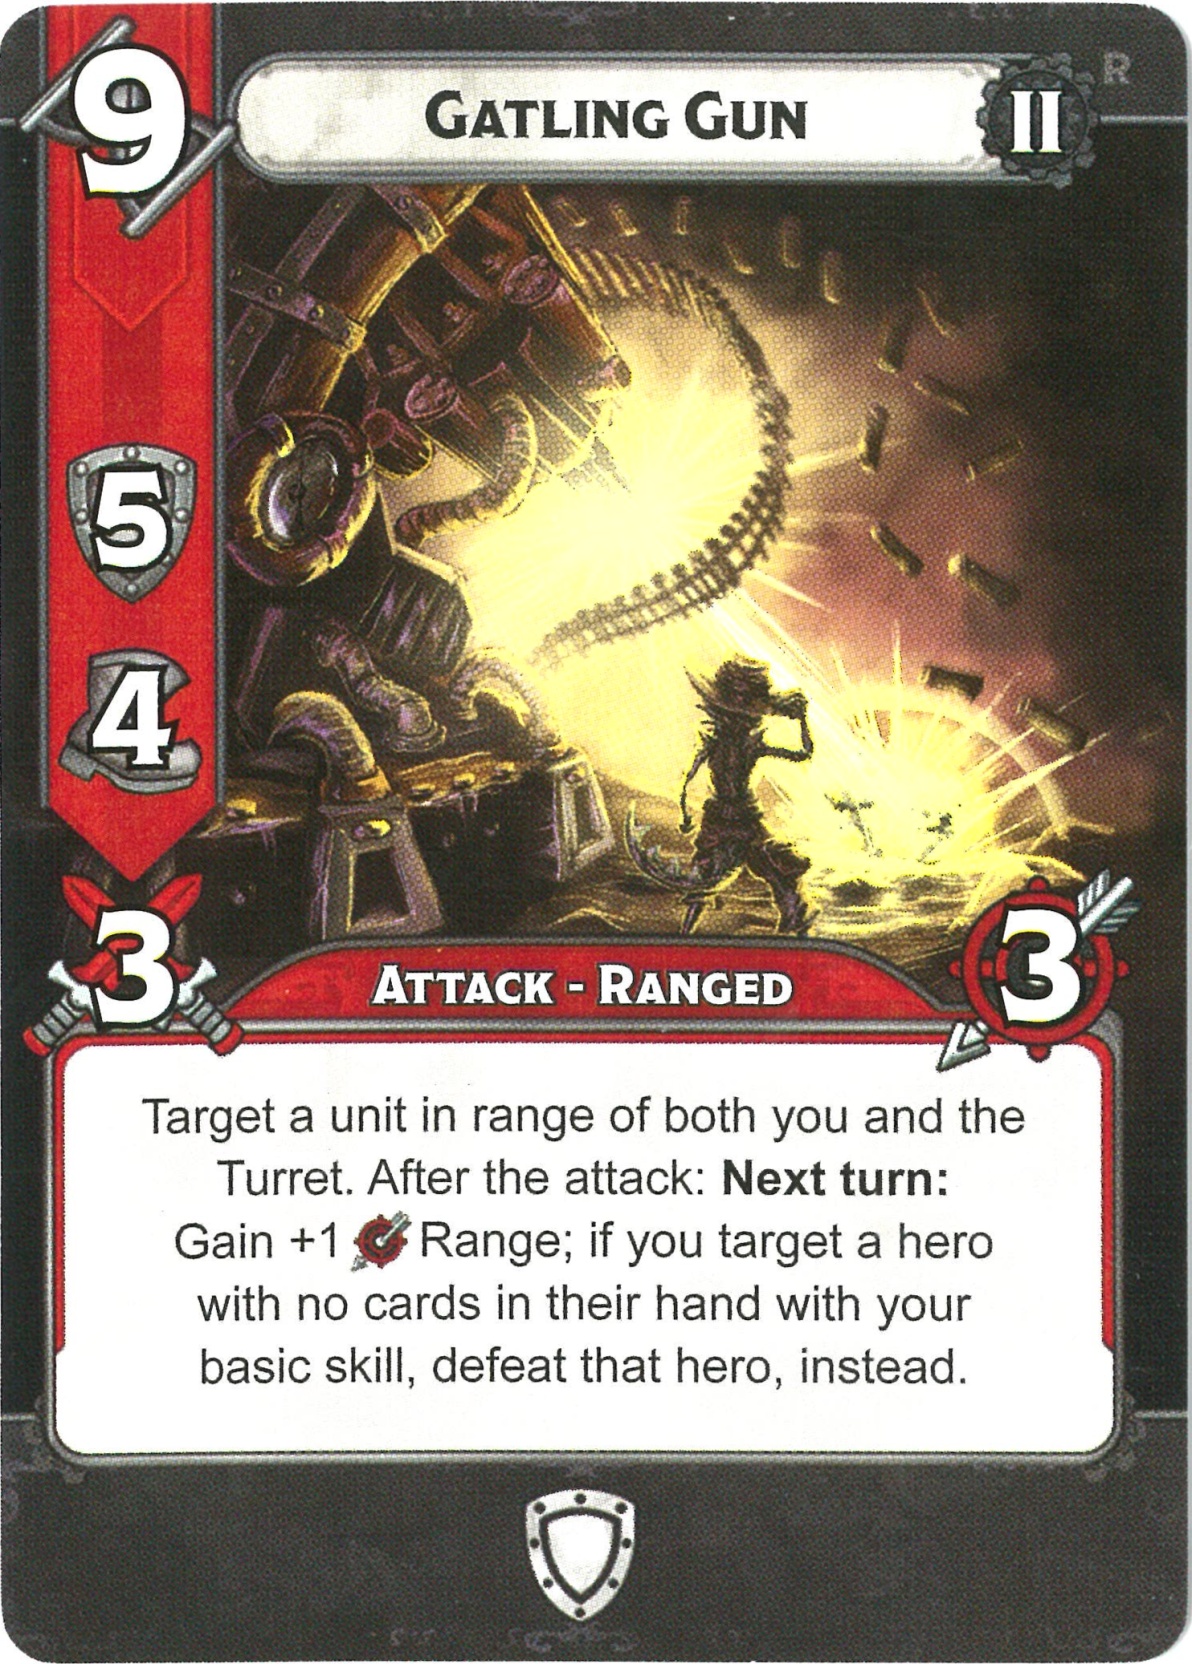 9
GATLING GUN
II
R
5
4
3
ATTACK - RANGED
3
Target a unit in range of both you and the
Turret. After the attack: Next turn:
Gain +1 Range; if you target a hero
with no cards in their hand with your
basic skill, defeat that hero, instead.